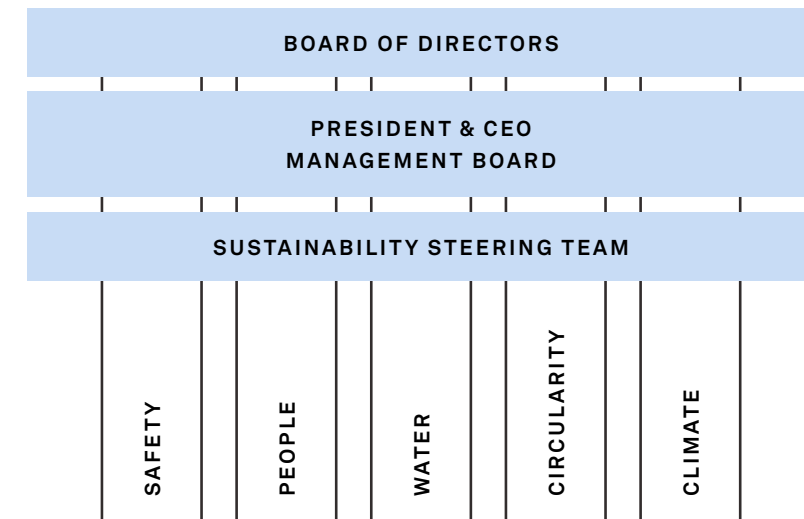 BOARD OF DIRECTORS
PRESIDENT & CEO
MANAGEMENT BOARD
SUSTAINABILITY STEERING TEAM
SAFETY
PEOPLE
WATER
CIRCULARITY
CLIMATE